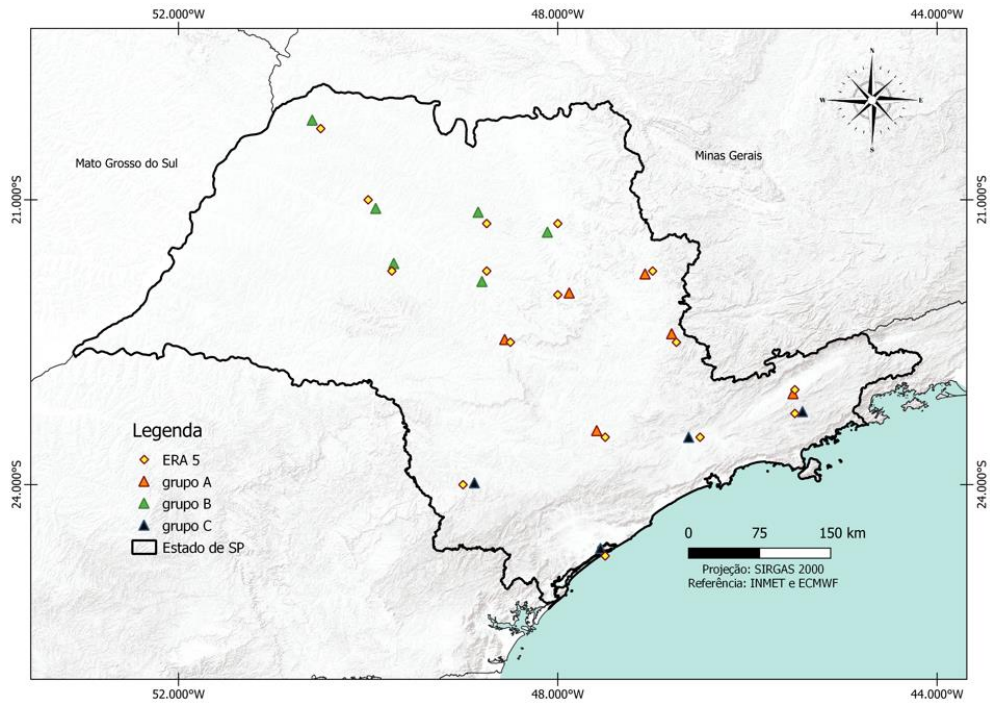 52.000°W 48.000°W 44.000°W
N
W E
S
Mato Grosso do Sul
Minas Gerais
21.000°S 21.000°S
Legenda
ERA 5
grupo A
grupo B
grupo C
Estado de SP
24.000°S 24.000°S
0 75 150 km
Projeção: SIRGAS 2000
Referência: INMET e ECMWF
52.000°W 48.000°W 44.000°W